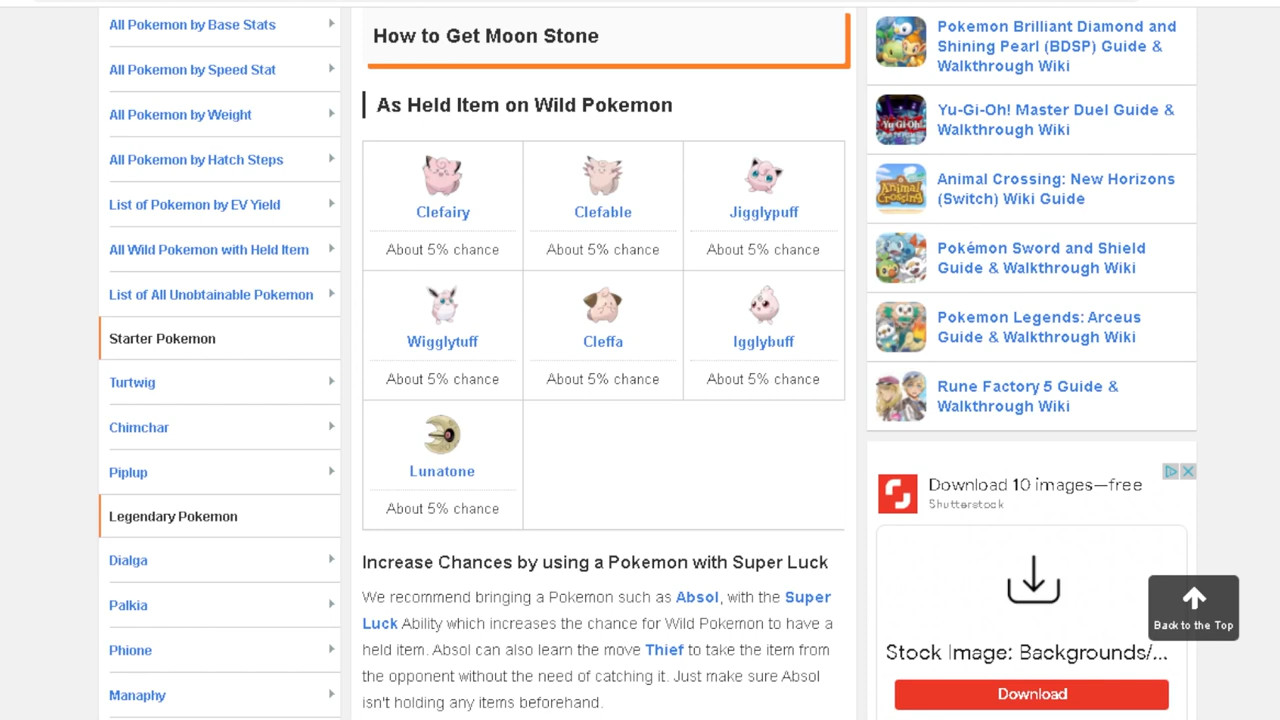 All Pokemon by Base Stats
All Pokemon by Speed Stat
All Pokemon by Weight
All Pokemon by Hatch Steps
List of Pokemon by EV Yield
All Wild Pokemon with Held Item
List of All Unobtainable Pokemon
Starter Pokemon
Turtwig
Chimchar
Piplup
Legendary Pokemon
Dialga
Palkia
Phione
Manaphy
How to Get Moon Stone
As Held Item on Wild Pokemon
Clefairy
About 5% chance
Clefable
About 5% chance
Jigglypuff
About 5% chance
Wigglytuff
About 5% chance
Cleffa
About 5% chance
Igglybuff
About 5% chance
Lunatone
About 5% chance
Increase Chances by using a Pokemon with Super Luck
We recommend bringing a Pokemon such as Absol, with the Super
Luck Ability which increases the chance for Wild Pokemon to have a
held item. Absol can also learn the move Thief to take the item from
the opponent without the need of catching it. Just make sure Absol
isn't holding any items beforehand.
Pokemon Brilliant Diamond and
Shining Pearl (BDSP) Guide &
Walkthrough Wiki
Yu-Gi-Oh!
Yu-Gi-Oh! Master Duel Guide &
Walkthrough Wiki
Animal
Crossing
Animal Crossing: New Horizons
(Switch) Wiki Guide
Pokémon Sword and Shield
Guide & Walkthrough Wiki
Pokemon Legends: Arceus
Guide & Walkthrough Wiki
Rune Factory 5 Guide &
Walkthrough Wiki
Download 10 images—free
Shutterstock
Stock Image: Backgrounds/...
Download
Back to the Top